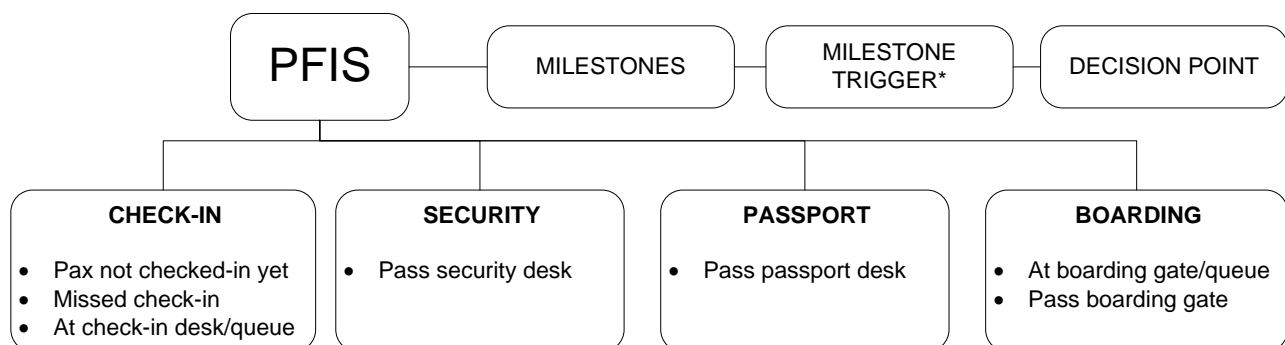 PFIS
MILESTONES
MILESTONE
TRIGGER*
DECISION POINT
CHECK-IN
• Pax not checked-in yet
• Missed check-in
• At check-in desk/queue
SECURITY
• Pass security desk
PASSPORT
• Pass passport desk
BOARDING
• At boarding gate/queue
• Pass boarding gate